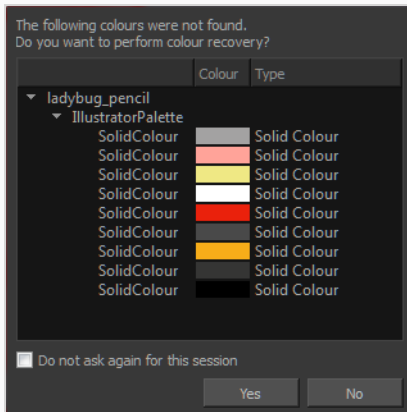 The following colours were not found.
Do you want to perform colour recovery?
Colour Type
ladybug_pencil
IllustratorPalette
SolidColour Solid Colour
SolidColour Solid Colour
SolidColour Solid Colour
SolidColour Solid Colour
SolidColour Solid Colour
SolidColour Solid Colour
SolidColour Solid Colour
SolidColour Solid Colour
SolidColour Solid Colour
Do not ask again for this session
Yes No